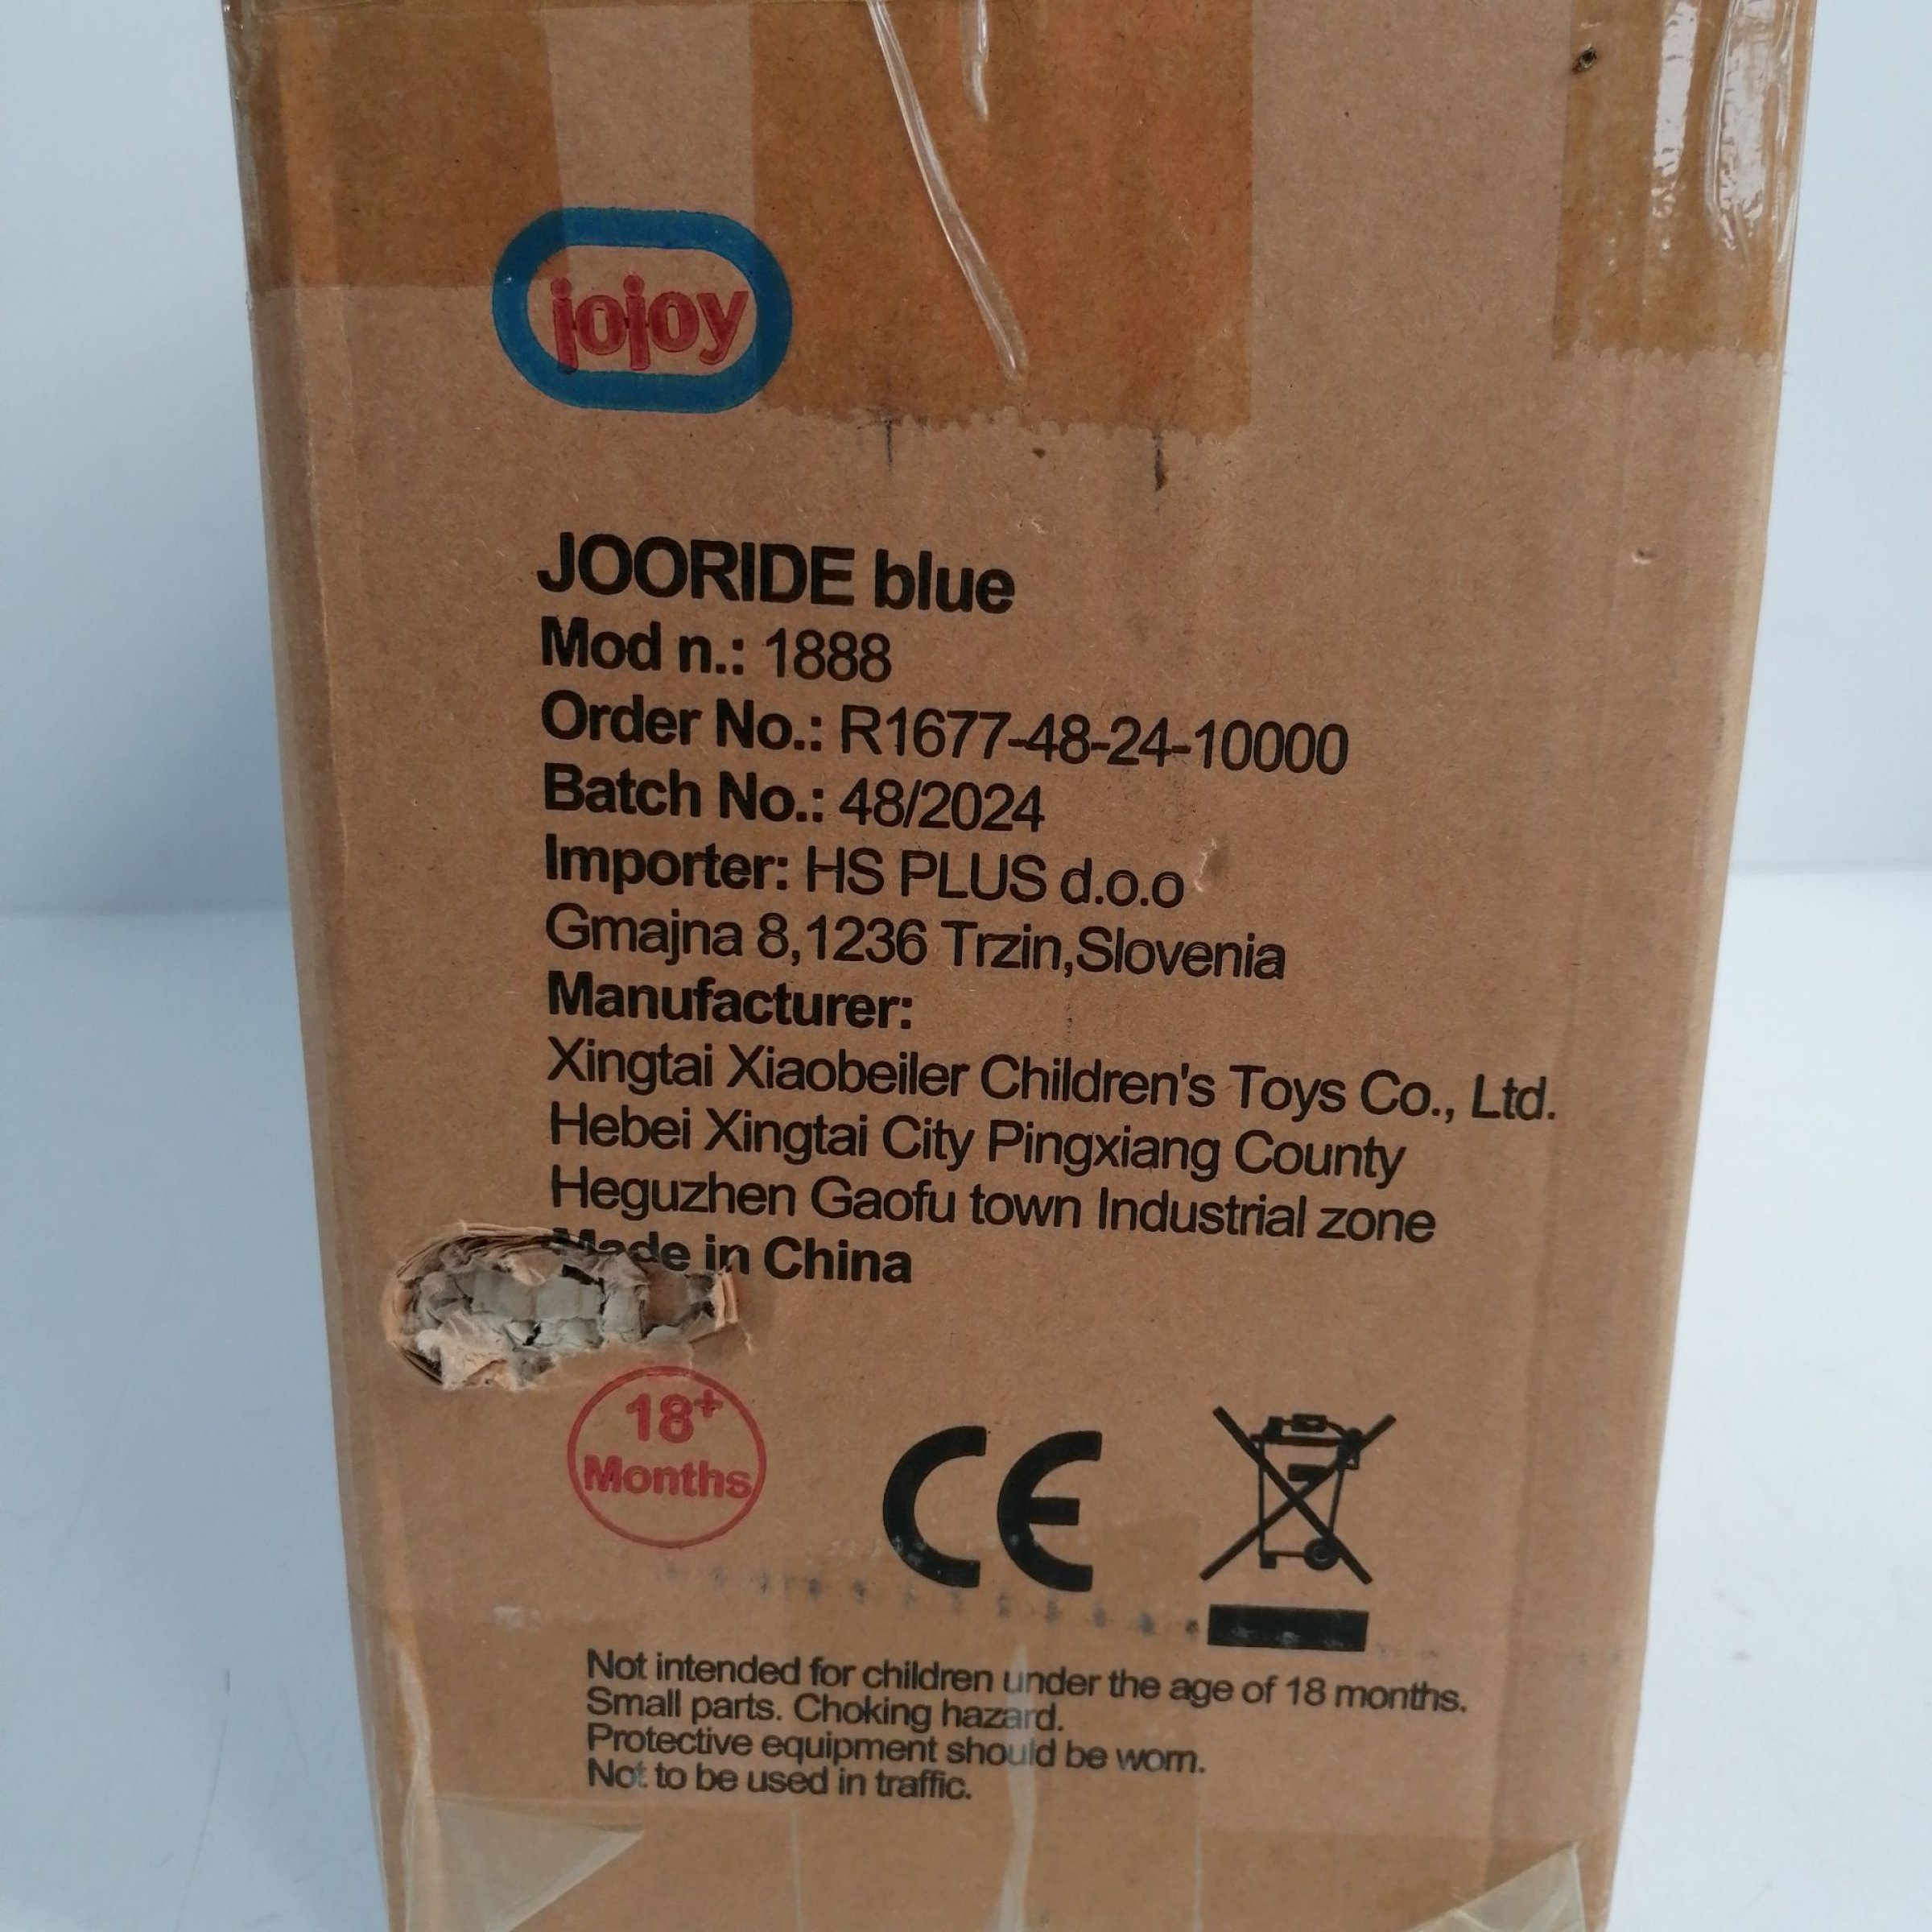 jojoy
JOORIDE blue
Mod n.: 1888
Order No.: R1677-48-24-10000
Batch No.: 48/2024
Importer: HS PLUS d.o.o
Gmajna 8,1236 Trzin,Slovenia
Manufacturer:
Xingtai Xiaobeiler Children's Toys Co., Ltd.
Hebei Xingtai City Pingxiang County
Heguzhen Gaofu town Industrial zone
Made in China
18+
Months
CE
Not intended for children under the age of 18 months.
Small parts. Choking hazard.
Protective equipment should be worn.
Not to be used in traffic.